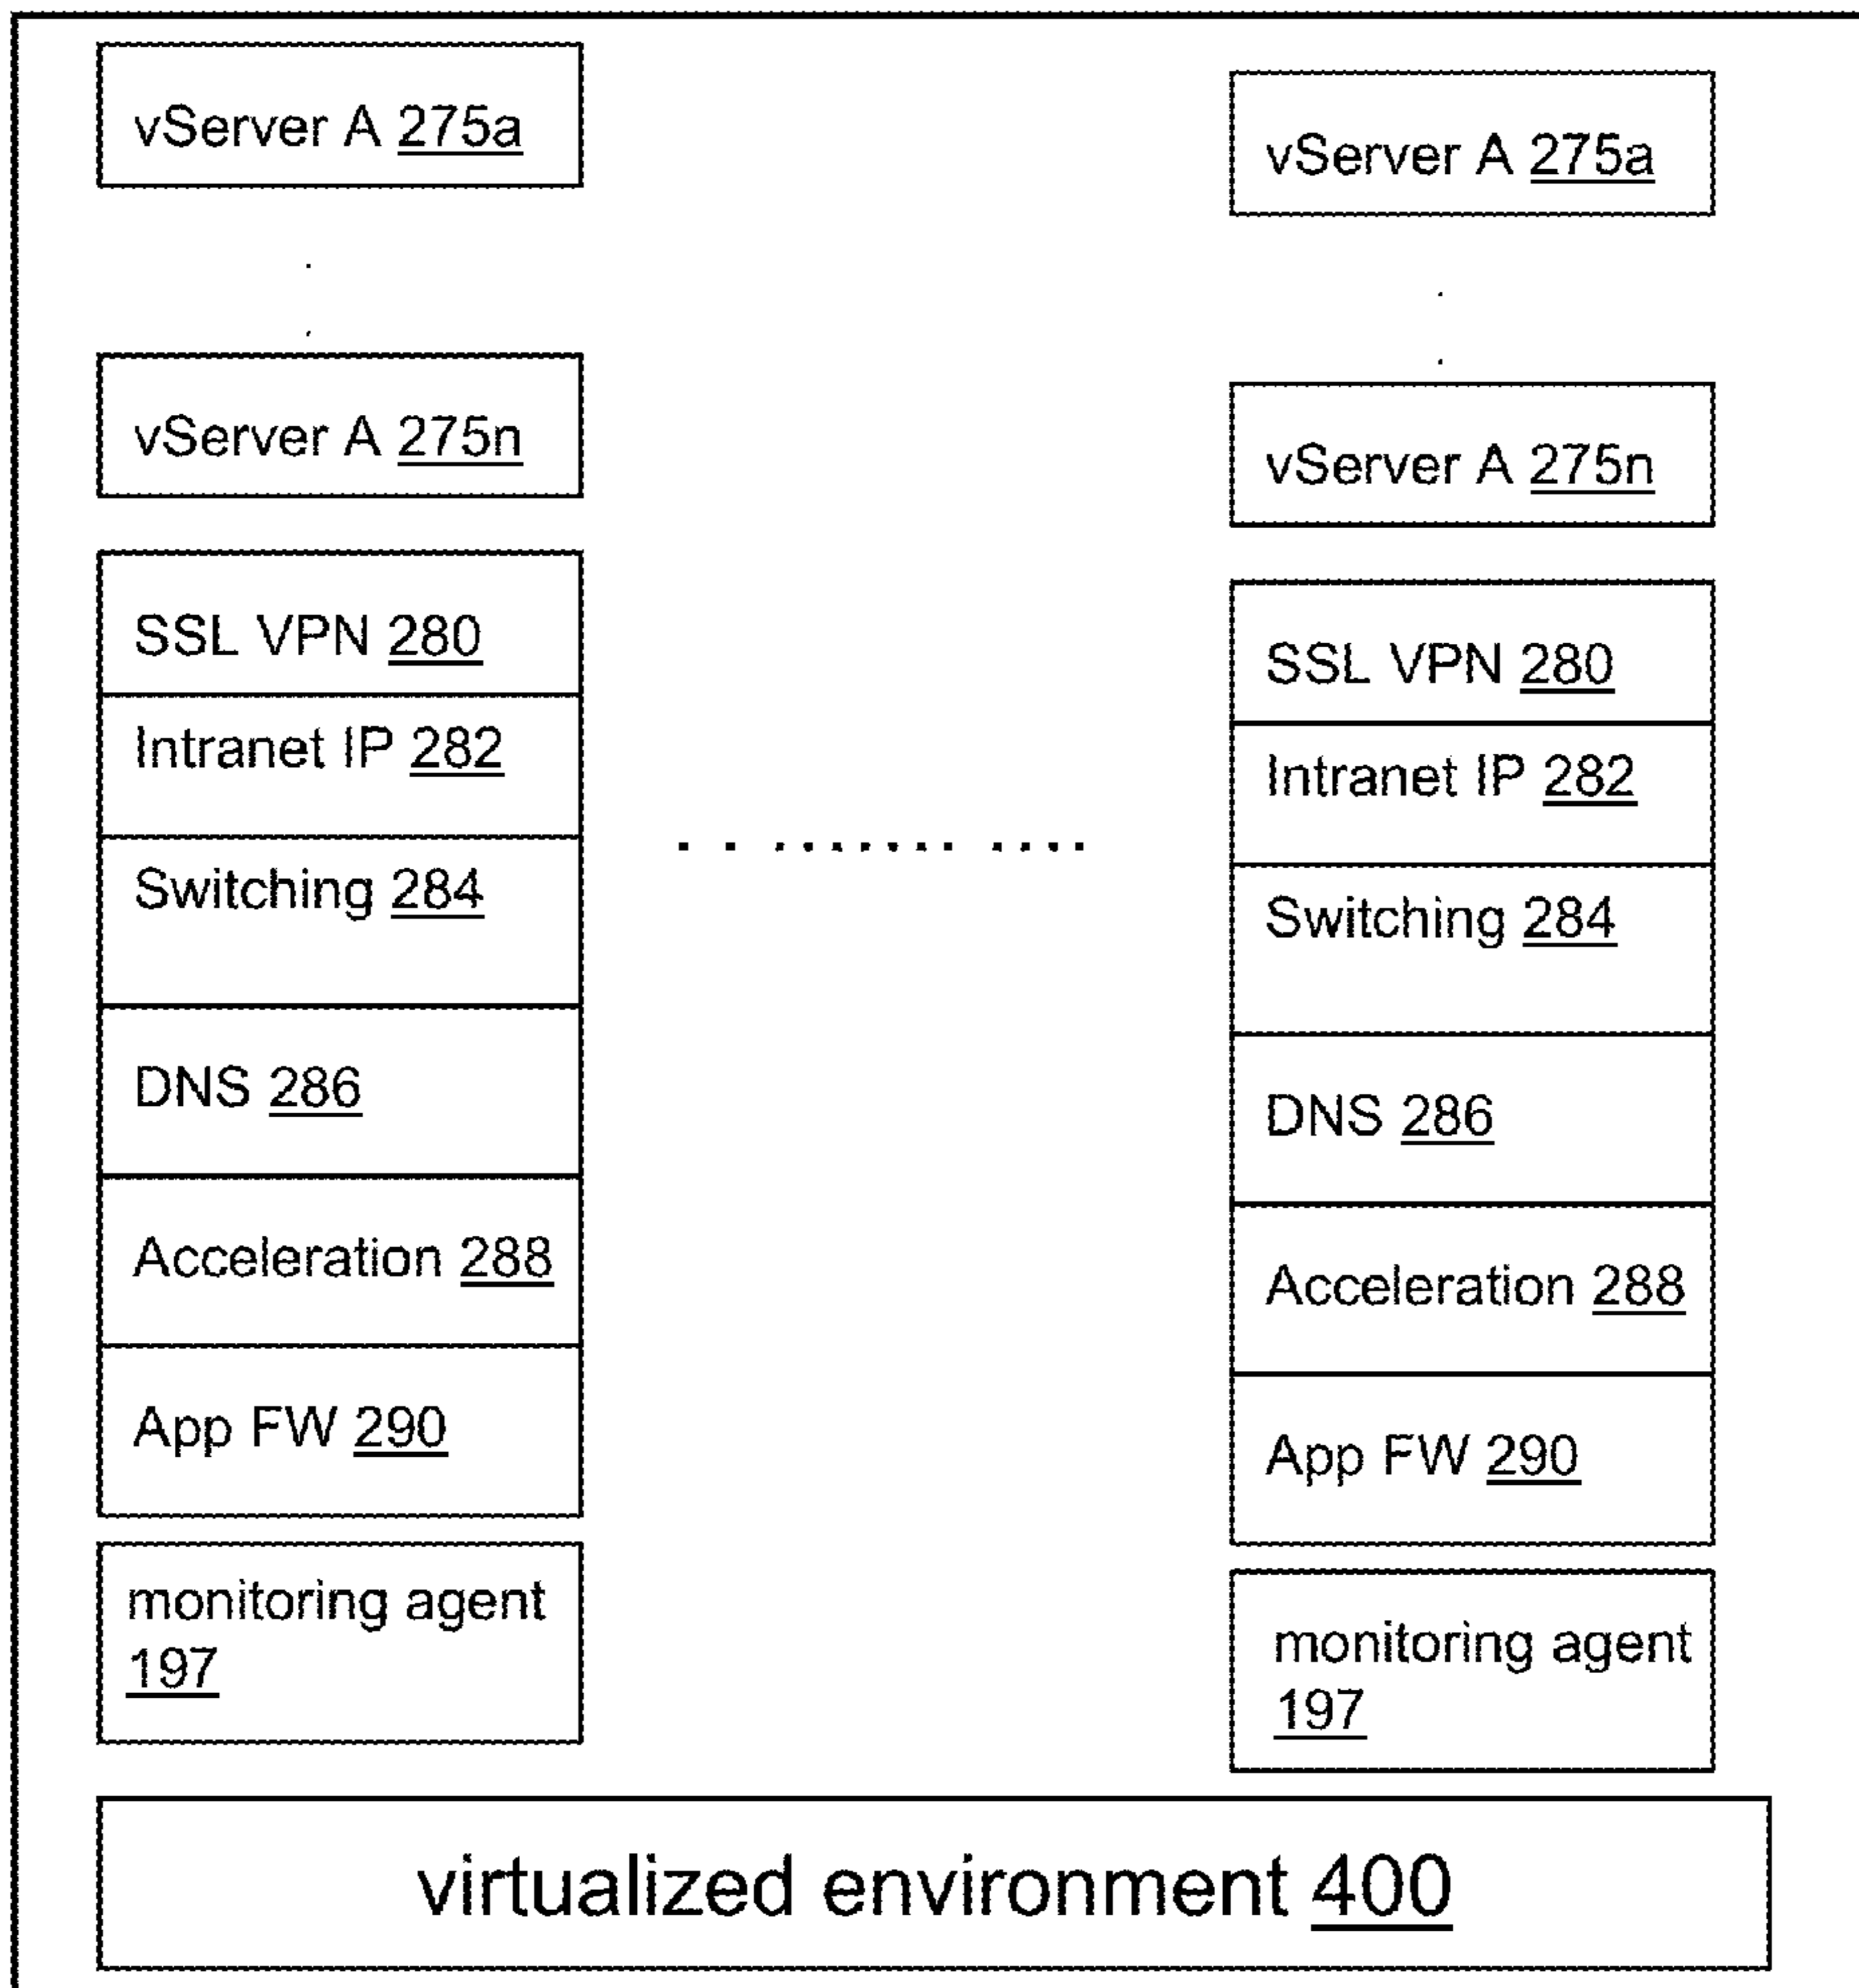 vServer A 275a
vServer A 275n
SSL VPN 280
Intranet IP 282
Switching 284
DNS 286
Acceleration 288
App FW 290
monitoring agent
197
vServer A 275a
vServer A 275n
SSL VPN 280
Intranet IP 282
Switching 284
DNS 286
Acceleration 288
App FW 290
monitoring agent
197
virtualized environment 400